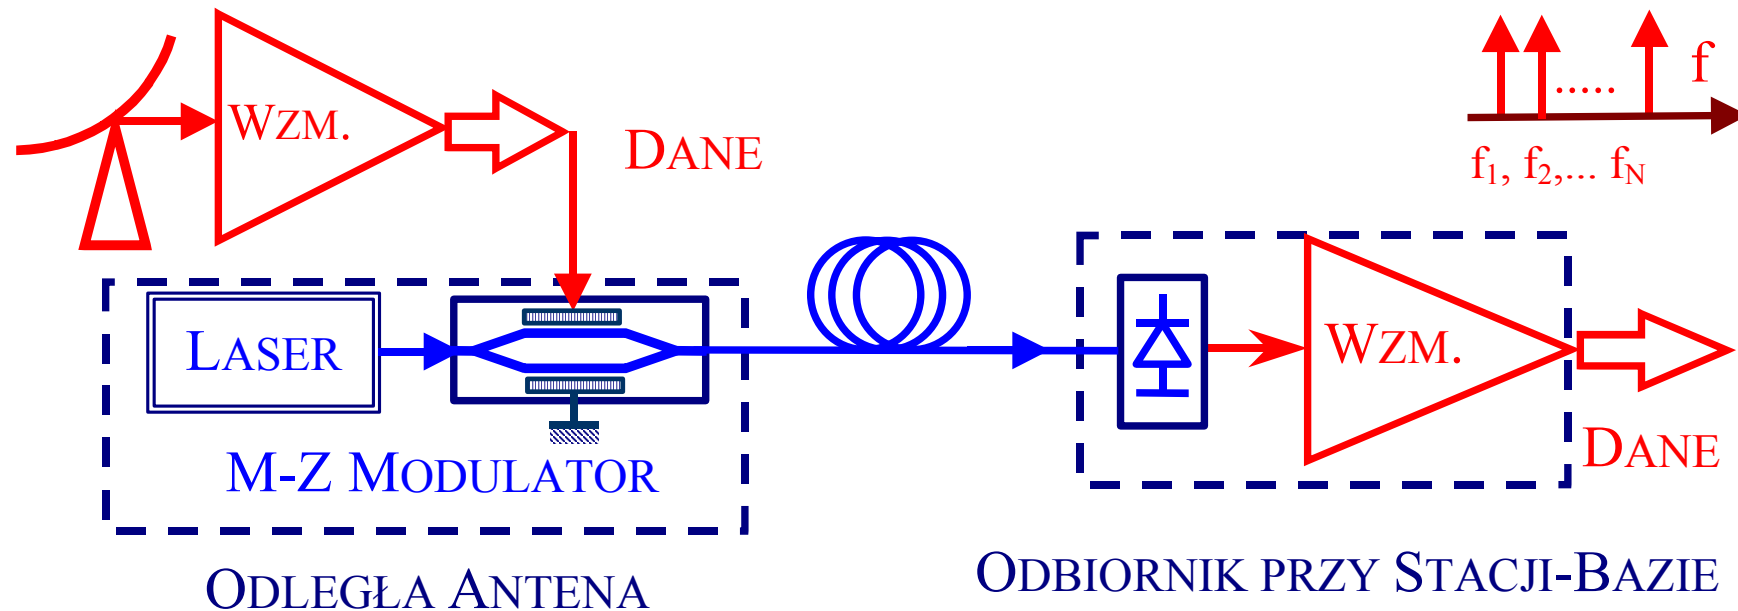 WZM.
DANE
f
.....
f1, f2,... fN
LASER
WZM.
M-Z MODULATOR
DANE
ODLEGŁA ANTENA
ODBIORNIK PRZY STACJI-BAZIE